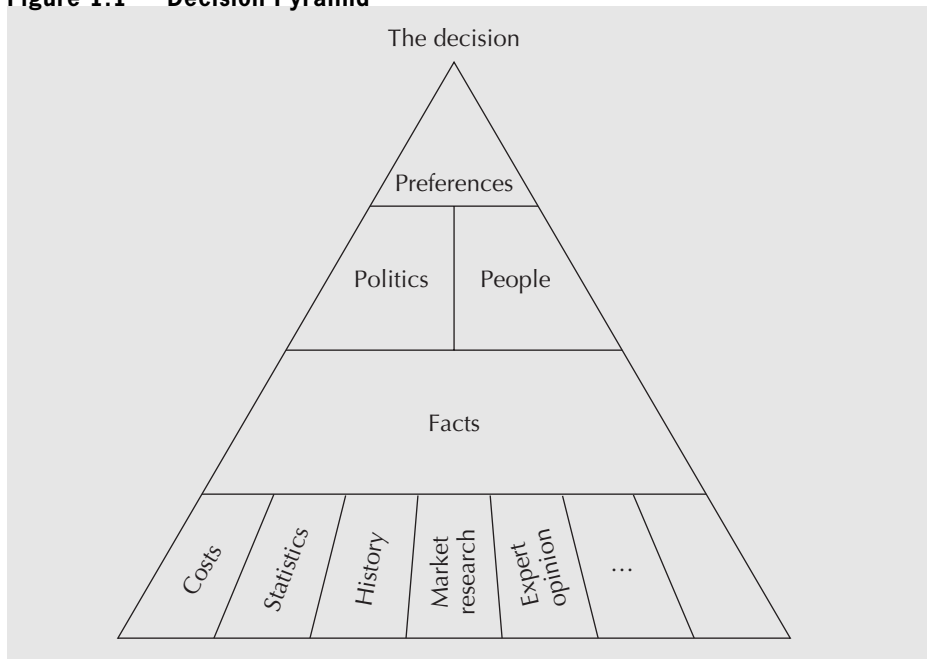 Figure 1.1 Decision Pyramid
The decision
Preferences
Politics
People
Facts
Costs
Statistics
History
Market
research
Expert
opinion
...